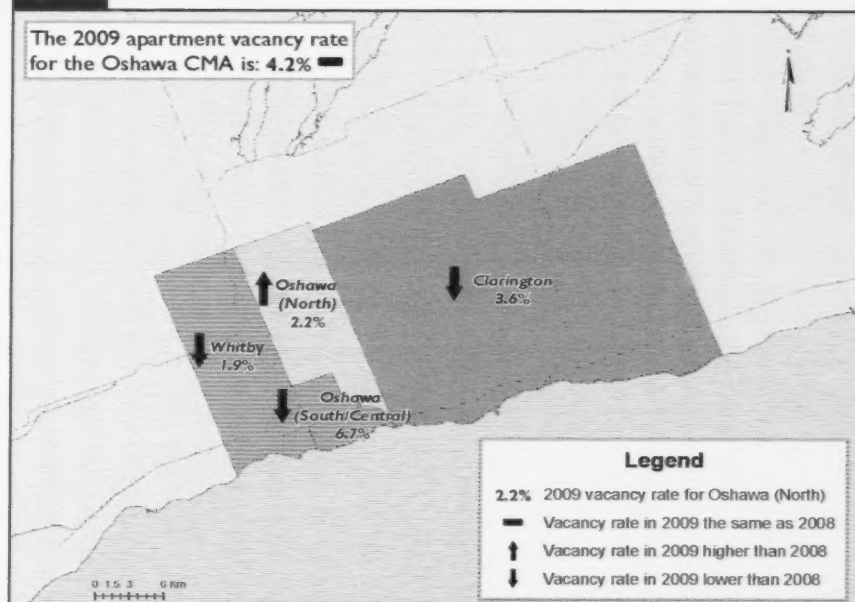 The 2009 apartment vacancy rate
for the Oshawa CMA is: 4.2%
Oshawa
(North)
2.2%
Clarington
3.6%
Whitby
1.9%
Oshawa
(South/Central)
6.7%
Legend
2.2% 2009 vacancy rate for Oshawa (North)
Vacancy rate in 2009 the same as 2008
Vacancy rate in 2009 higher than 2008
Vacancy rate in 2009 lower than 2008
0 1.5 3 6 Km